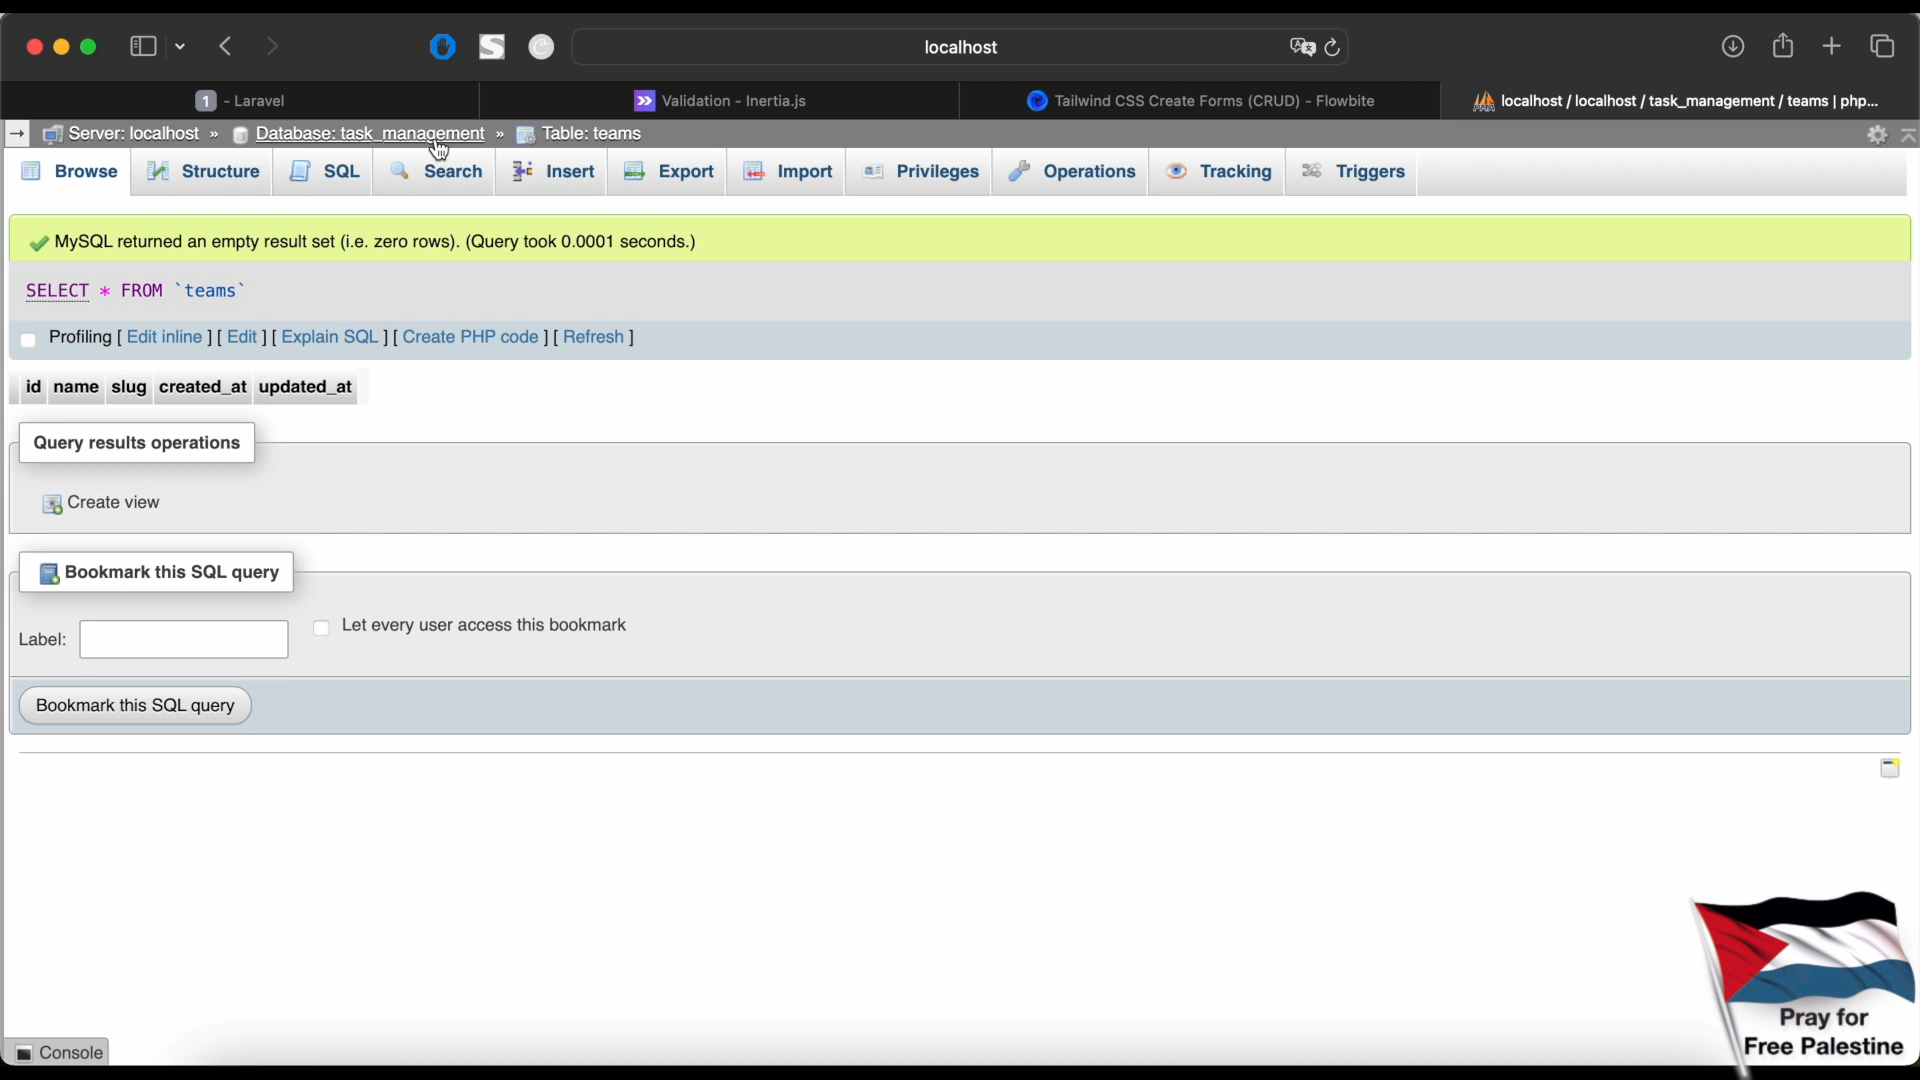 localhost
1 - Laravel
Validation - Inertia.js
Tailwind CSS Create Forms (CRUD) - Flowbite
localhost / localhost / task_management / teams | php...
Server: localhost » Database: task_management » Table: teams
Browse Structure SQL Search Insert Export Import Privileges Operations Tracking Triggers
MySQL returned an empty result set (i.e. zero rows). (Query took 0.0001 seconds.)
SELECT * FROM `teams`
Profiling [ Edit inline ] [ Edit ] [ Explain SQL ] [ Create PHP code ] [ Refresh ]
id name slug created_at updated_at
Query results operations
Create view
Bookmark this SQL query
Label: Let every user access this bookmark
Bookmark this SQL query
Pray for
Free Palestine
Console